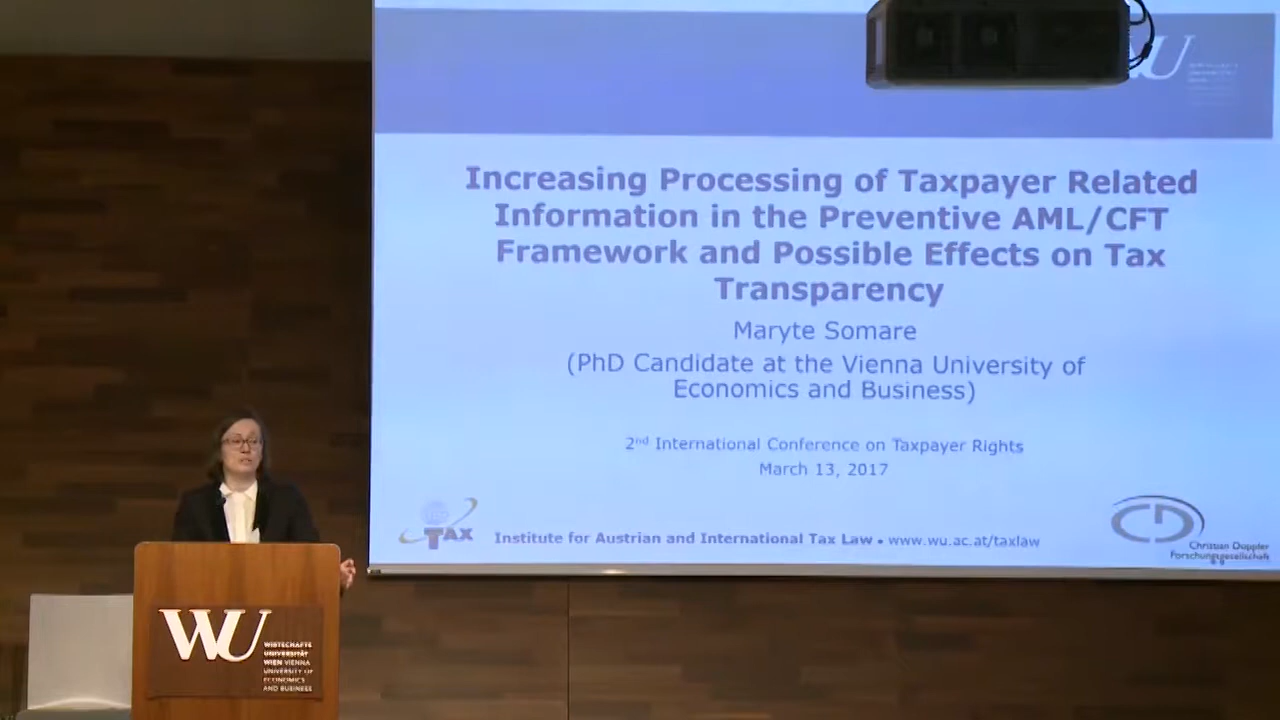 WU
Increasing Processing of Taxpayer Related
Information in the Preventive AML/CFT
Framework and Possible Effects on Tax
Transparency
Maryte Somare
(PhD Candidate at the Vienna University of
Economics and Business)
2nd International Conference on Taxpayer Rights
March 13, 2017
TAX
Institute for Austrian and International Tax Law • www.wu.ac.at/taxlaw
CD
Christian Doppler
Forschungsgesellschaft
WU
WIRTSCHAFTS
UNIVERSITÄT
WIEN VIENNA
UNIVERSITY OF
ECONOMICS
AND BUSINESS